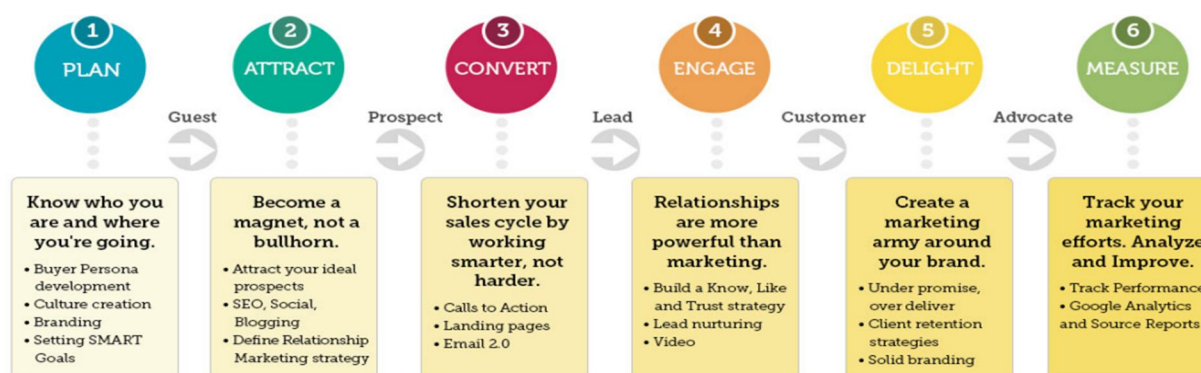 1
PLAN
2
ATTRACT
3
CONVERT
4
ENGAGE
5
DELIGHT
6
MEASURE
Guest
Prospect
Lead
Customer
Advocate
Know who you
are and where
you're going.
• Buyer Persona
development
• Culture creation
• Branding
• Setting SMART
Goals
Become a
magnet, not a
bullhorn.
• Attract your ideal
prospects
• SEO, Social,
Blogging
• Define Relationship
Marketing strategy
Shorten your
sales cycle by
working
smarter, not
harder.
• Calls to Action
• Landing pages
• Email 2.0
Relationships
are more
powerful than
marketing.
• Build a Know, Like
and Trust strategy
• Lead nurturing
• Video
Create a
marketing
army around
your brand.
• Under promise,
over deliver
• Client retention
strategies
• Solid branding
Track your
marketing
efforts. Analyze
and Improve.
• Track Performance
• Google Analytics
and Source Reports